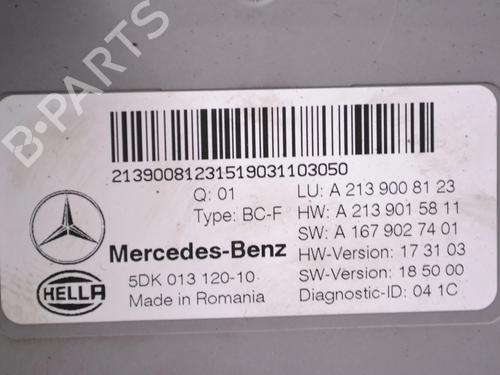 B-PARTS
21390081231519031103050
Q: 01
Type: BC-F
LU: A 213 900 81 23
HW: A 213 901 58 11
SW: A 167 902 74 01
HW-Version: 17 31 03
SW-Version: 18 50 00
Diagnostic-ID: 04 1C
Mercedes-Benz
HELLA
5DK 013 120-10
Made in Romania